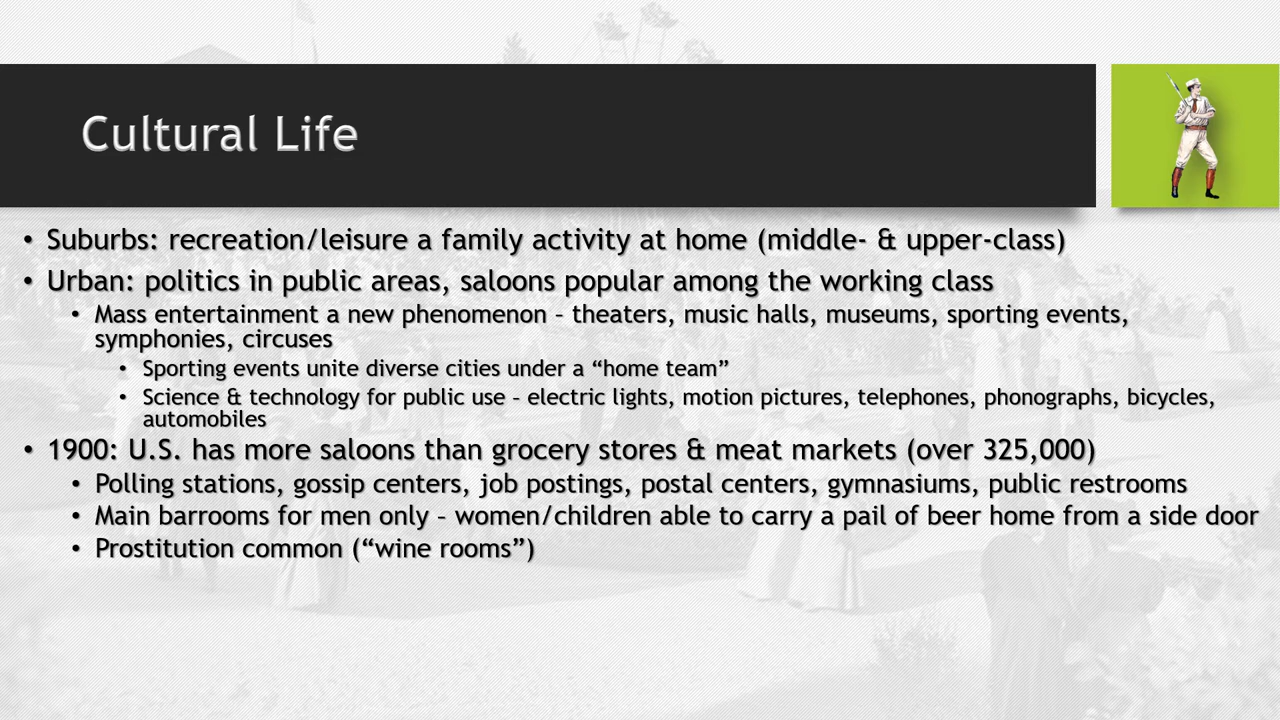 Cultural Life
• Suburbs: recreation/leisure a family activity at home (middle- & upper-class)
• Urban: politics in public areas, saloons popular among the working class
• Mass entertainment a new phenomenon – theaters, music halls, museums, sporting events,
symphonies, circuses
• Sporting events unite diverse cities under a “home team”
• Science & technology for public use – electric lights, motion pictures, telephones, phonographs, bicycles,
automobiles
• 1900: U.S. has more saloons than grocery stores & meat markets (over 325,000)
• Polling stations, gossip centers, job postings, postal centers, gymnasiums, public restrooms
• Main barrooms for men only – women/children able to carry a pail of beer home from a side door
• Prostitution common (“wine rooms”)